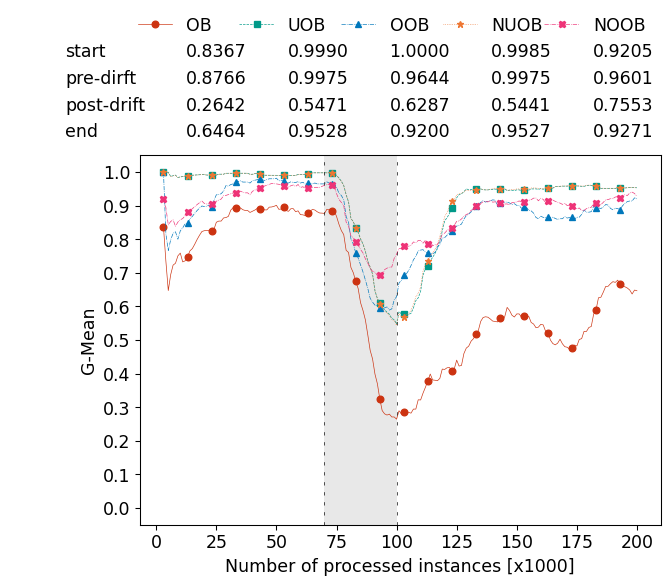 OB UOB OOB NUOB NOOB
start 0.8367 0.9990 1.0000 0.9985 0.9205
pre-dirft 0.8766 0.9975 0.9644 0.9975 0.9601
post-drift 0.2642 0.5471 0.6287 0.5441 0.7553
end 0.6464 0.9528 0.9200 0.9527 0.9271
1.0
0.9
0.8
0.7
0.6
0.5
0.4
0.3
0.2
0.1
0.0
G-Mean
0 25 50 75 100 125 150 175 200
Number of processed instances [x1000]